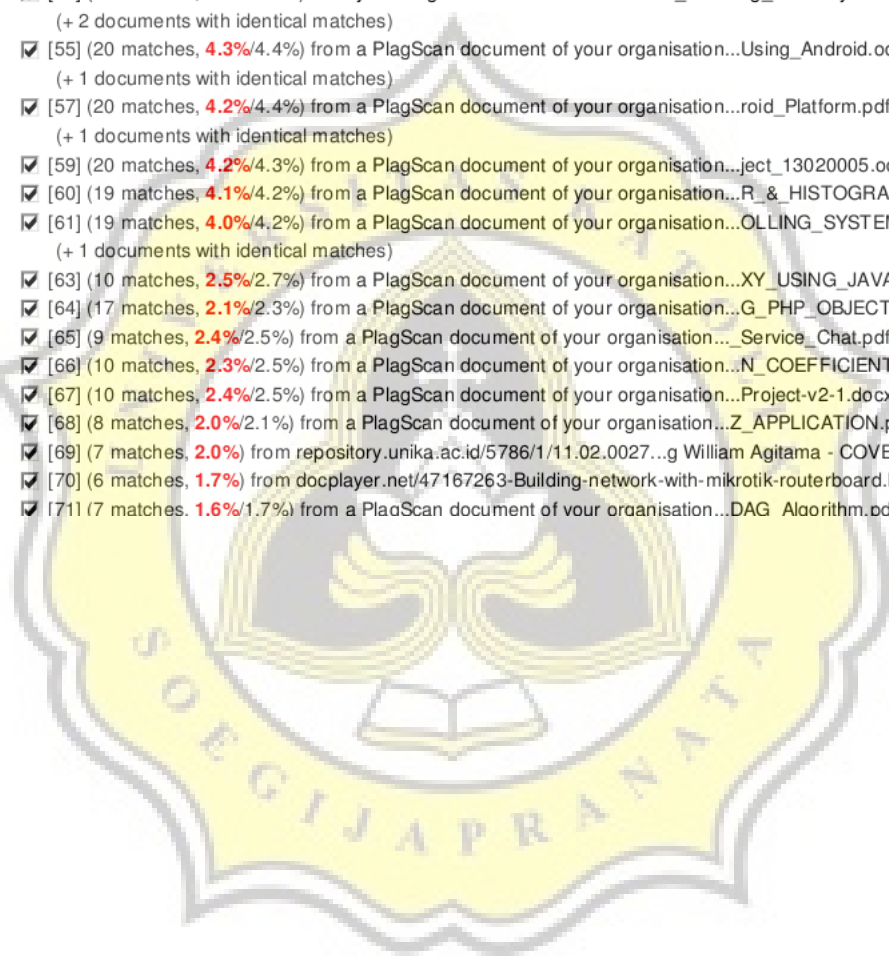 (+ 2 documents with identical matches)
[55] (20 matches, 4.3%/4.4%) from a PlagScan document of your organisation...Using_Android.oc
(+ 1 documents with identical matches)
[57] (20 matches, 4.2%/4.4%) from a PlagScan document of your organisation...roid_Platform.pdf
(+ 1 documents with identical matches)
[59] (20 matches, 4.2%/4.3%) from a PlagScan document of your organisation...ject_13020005.oc
[60] (19 matches, 4.1%/4.2%) from a PlagScan document of your organisation...R_&_HISTOGRA
[61] (19 matches, 4.0%/4.2%) from a PlagScan document of your organisation...OLLING_SYSTEM
(+ 1 documents with identical matches)
[63] (10 matches, 2.5%/2.7%) from a PlagScan document of your organisation...XY_USING_JAVA
[64] (17 matches, 2.1%/2.3%) from a PlagScan document of your organisation...G_PHP_OBJECT
[65] (9 matches, 2.4%/2.5%) from a PlagScan document of your organisation..._Service_Chat.pdf
[66] (10 matches, 2.3%/2.5%) from a PlagScan document of your organisation...N_COEFFICIENT
[67] (10 matches, 2.4%/2.5%) from a PlagScan document of your organisation...Project-v2-1.docx
[68] (8 matches, 2.0%/2.1%) from a PlagScan document of your organisation...Z_APPLICATION.p
[69] (7 matches, 2.0%) from repository.unika.ac.id/5786/1/11.02.0027...g William Agitama - COVE
[70] (6 matches, 1.7%) from docplayer.net/47167263-Building-network-with-mikrotik-routerboard.
[71] (7 matches, 1.6%/1.7%) from a PlagScan document of your organisation...DAG_Algorithm.pd
UNIVERSITAS KATOLIK
SOEGIJAPRANATA